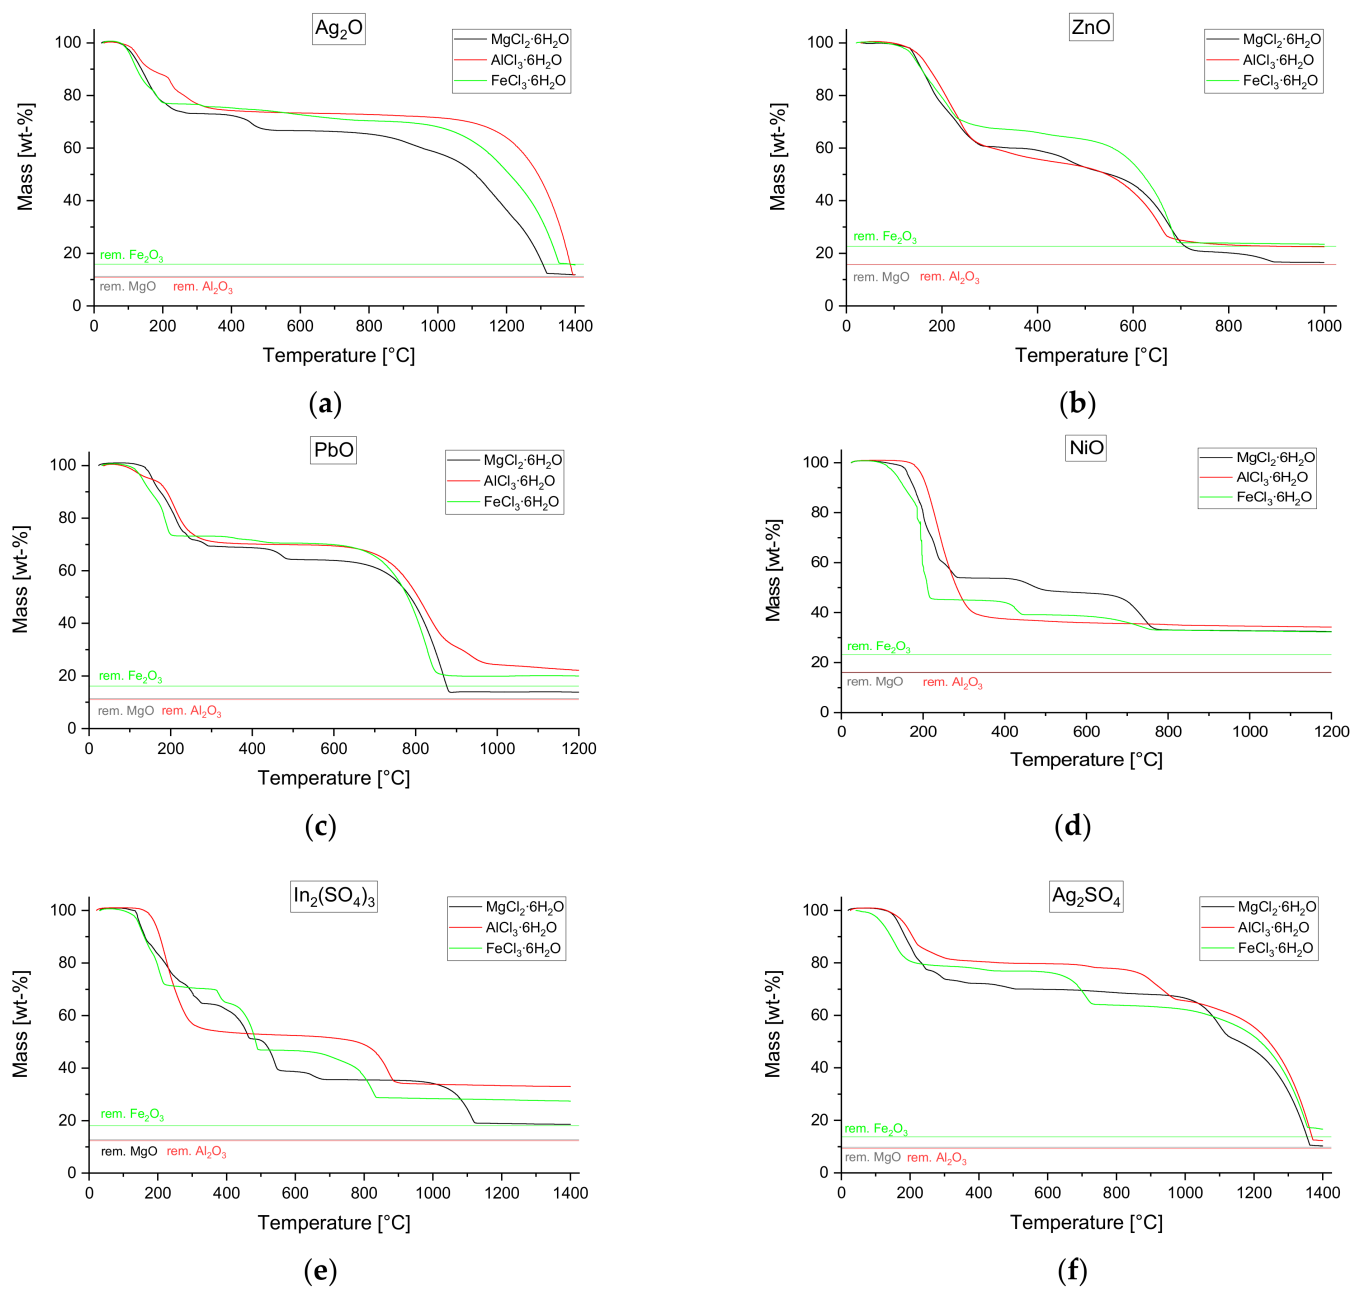 Ag2O
MgCl2·6H2O
AlCl3·6H2O
FeCl3·6H2O
100
80
60
40
20
0
Mass [wt-%]
rem. Fe2O3
rem. MgO rem. Al2O3
0 200 400 600 800 1000 1200 1400
Temperature [°C]
(a)
ZnO
MgCl2·6H2O
AlCl3·6H2O
FeCl3·6H2O
100
80
60
40
20
0
Mass [wt-%]
rem. Fe2O3
rem. MgO rem. Al2O3
0 200 400 600 800 1000
Temperature [°C]
(b)
PbO
MgCl2·6H2O
AlCl3·6H2O
FeCl3·6H2O
100
80
60
40
20
0
Mass [wt-%]
rem. Fe2O3
rem. MgO rem. Al2O3
0 200 400 600 800 1000 1200
Temperature [°C]
(c)
NiO
MgCl2·6H2O
AlCl3·6H2O
FeCl3·6H2O
100
80
60
40
20
0
Mass [wt-%]
rem. Fe2O3
rem. MgO rem. Al2O3
0 200 400 600 800 1000 1200
Temperature [°C]
(d)
In2(SO4)3
MgCl2·6H2O
AlCl3·6H2O
FeCl3·6H2O
100
80
60
40
20
0
Mass [wt-%]
rem. Fe2O3
rem. MgO rem. Al2O3
0 200 400 600 800 1000 1200 1400
Temperature [°C]
(e)
Ag2SO4
MgCl2·6H2O
AlCl3·6H2O
FeCl3·6H2O
100
80
60
40
20
0
Mass [wt-%]
rem. Fe2O3
rem. MgO rem. Al2O3
0 200 400 600 800 1000 1200 1400
Temperature [°C]
(f)